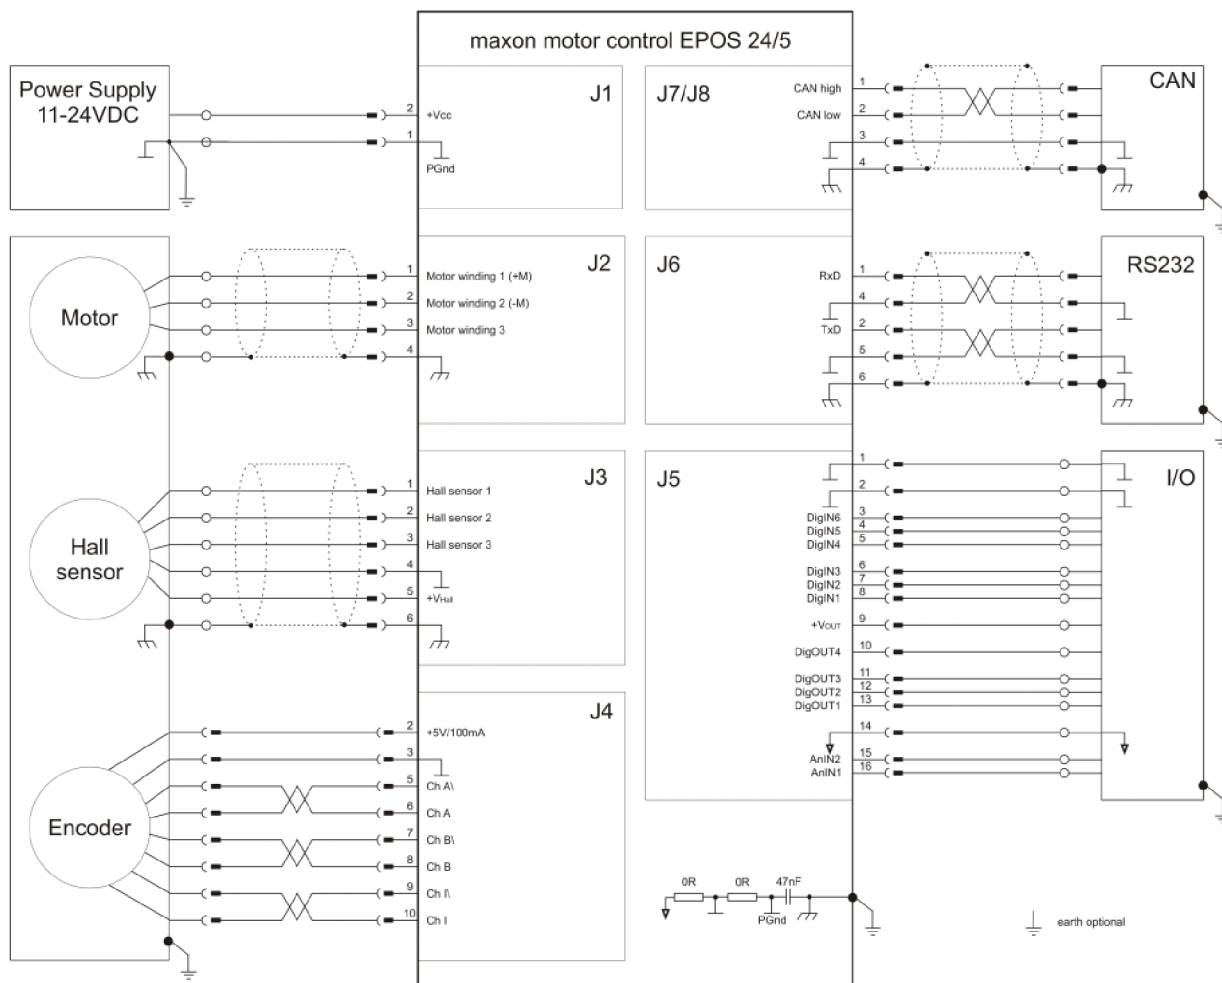 maxon motor control EPOS 24/5
Power Supply
11-24VDC
J1
2
+Vcc
1
PGnd
Motor
J2
1
Motor winding 1 (+M)
2
Motor winding 2 (-M)
3
Motor winding 3
4
Hall
sensor
J3
1
Hall sensor 1
2
Hall sensor 2
3
Hall sensor 3
4
5
+VHall
6
Encoder
J4
2
+5V/100mA
3
5
Ch A\
6
Ch A
7
Ch B\
8
Ch B
9
Ch I\
10
Ch I
J7/J8
CAN
CAN high
1
CAN low
2
3
4
J6
RS232
RxD
1
4
TxD
2
5
6
J5
I/O
1
2
DigIN6
3
DigIN5
4
DigIN4
5
DigIN3
6
DigIN2
7
DigIN1
8
+VOUT
9
DigOUT4
10
DigOUT3
11
DigOUT2
12
DigOUT1
13
14
AnIN2
15
AnIN1
16
0R
0R
47nF
PGnd
earth optional